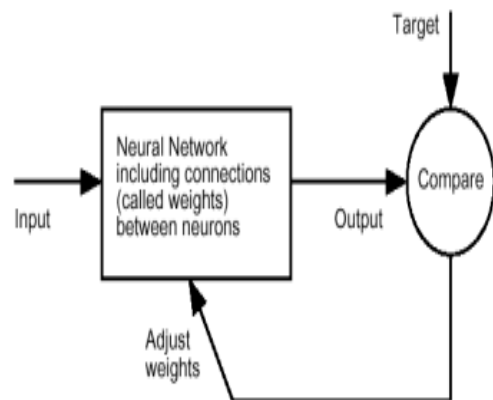 Target
Neural Network
including connections
(called weights)
between neurons
Compare
Input
Output
Adjust
weights